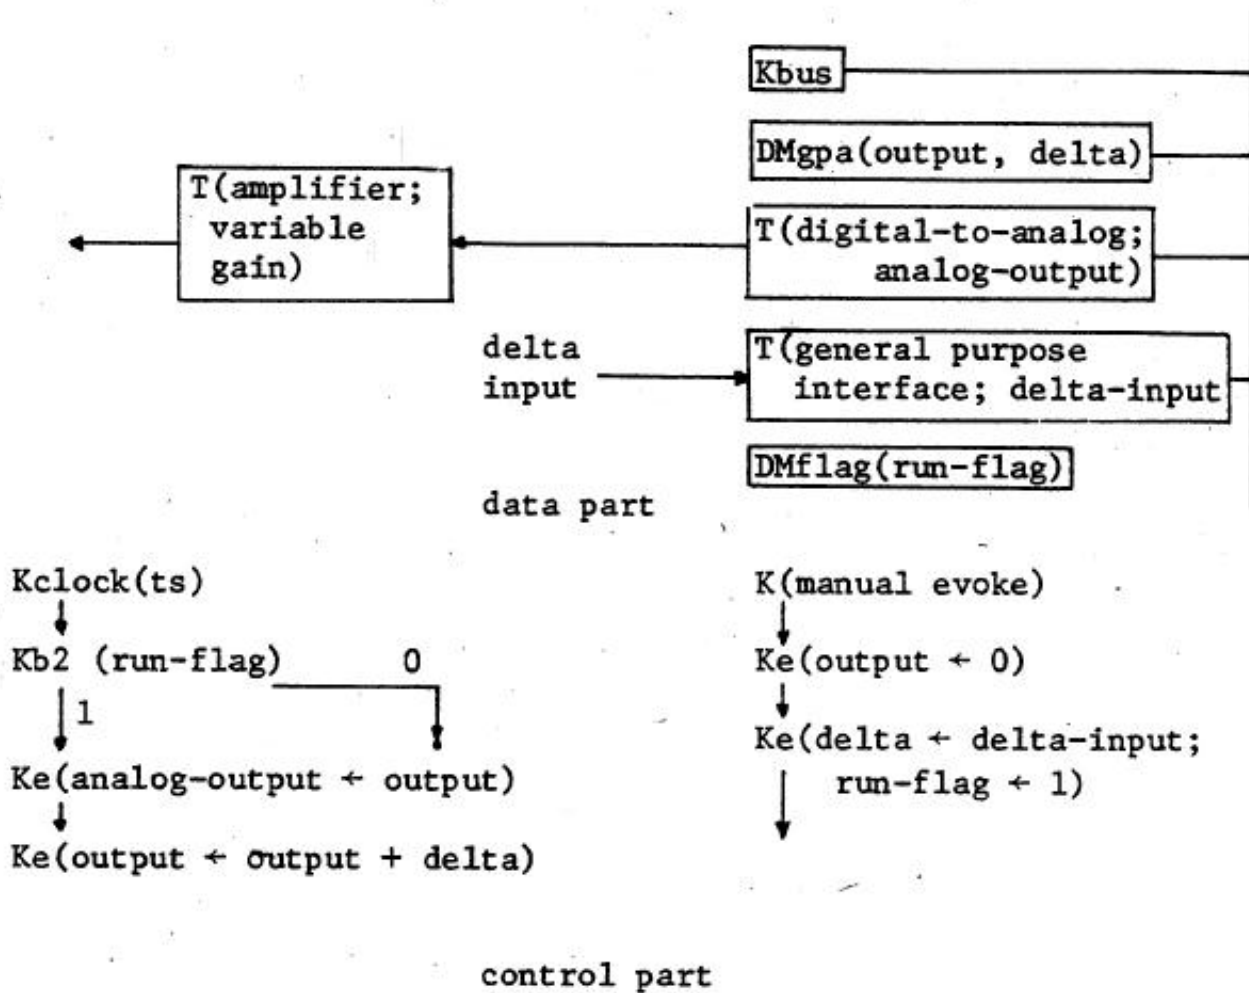 Kbus
DMgpa(output, delta)
T(amplifier;
variable
gain)
T(digital-to-analog;
analog-output)
delta
input
T(general purpose
interface; delta-input
DMflag(run-flag)
data part
Kclock(ts)
Kb2 (run-flag) 0
1
Ke(analog-output ← output)
Ke(output ← output + delta)
K(manual evoke)
Ke(output ← 0)
Ke(delta ← delta-input;
run-flag ← 1)
control part